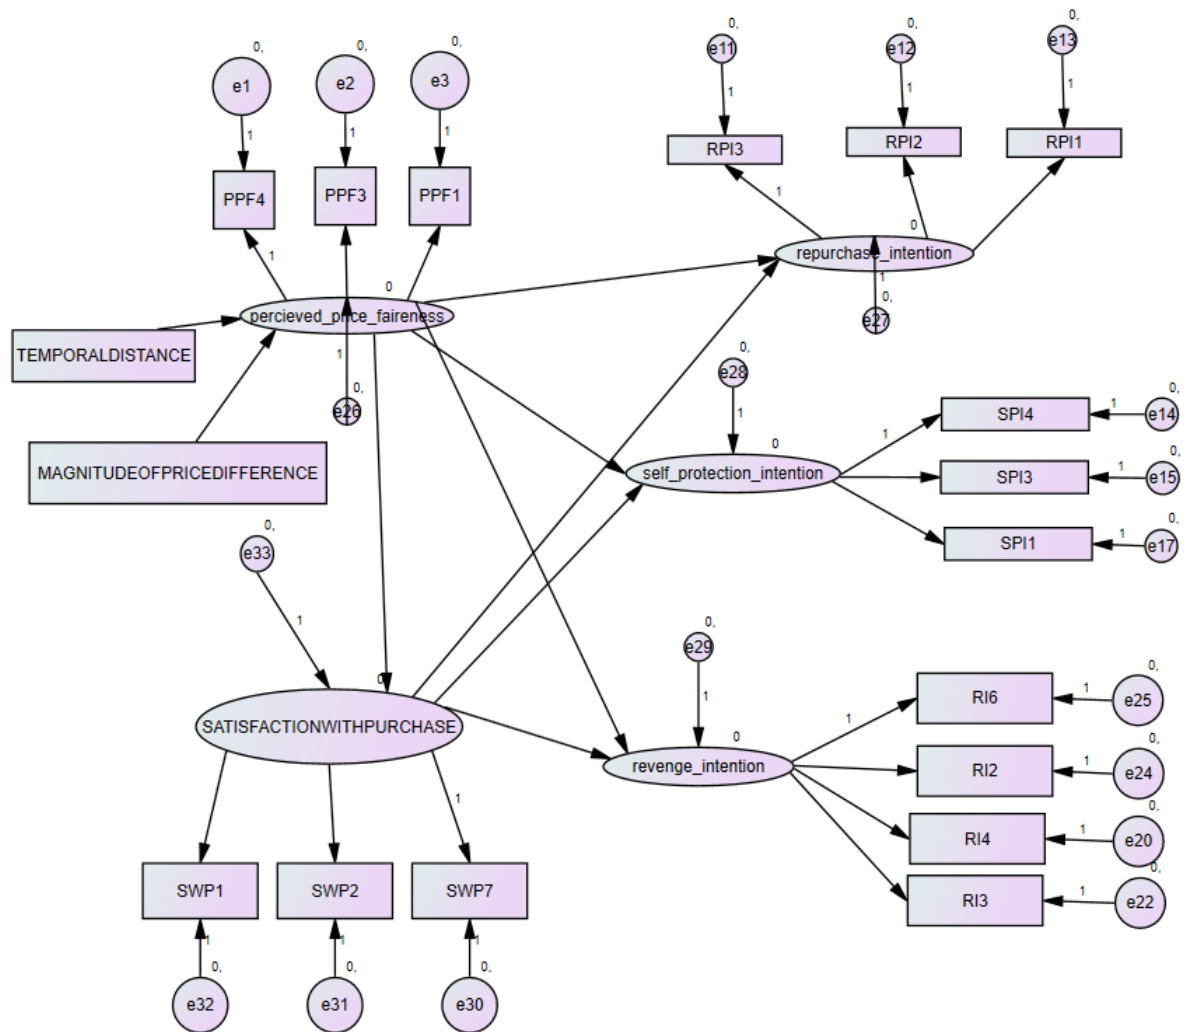 0,
e1
1
PPF4
1
0,
e2
1
PPF3
0,
e3
1
PPF1
0
percieved_price_faireness
TEMPORALDISTANCE
MAGNITUDEOFPRICEDIFFERENCE
1
0,
e26
0,
e11
1
RPI3
1
0,
e12
1
RPI2
0,
e13
1
RPI1
0
repurchase_intention
1
0,
e27
0,
e28
1
0
self_protection_intention
1
SPI4
1
0,
e14
SPI3
1
0,
e15
SPI1
1
0,
e17
0,
e33
1
0
SATISFACTIONWITHPURCHASE
1
SWP1
SWP2
SWP7
1
1
1
0,
e32
0,
e31
0,
e30
0,
e29
1
0
revenge_intention
1
RI6
1
0,
e25
RI2
1
0,
e24
RI4
1
0,
e20
RI3
1
0,
e22